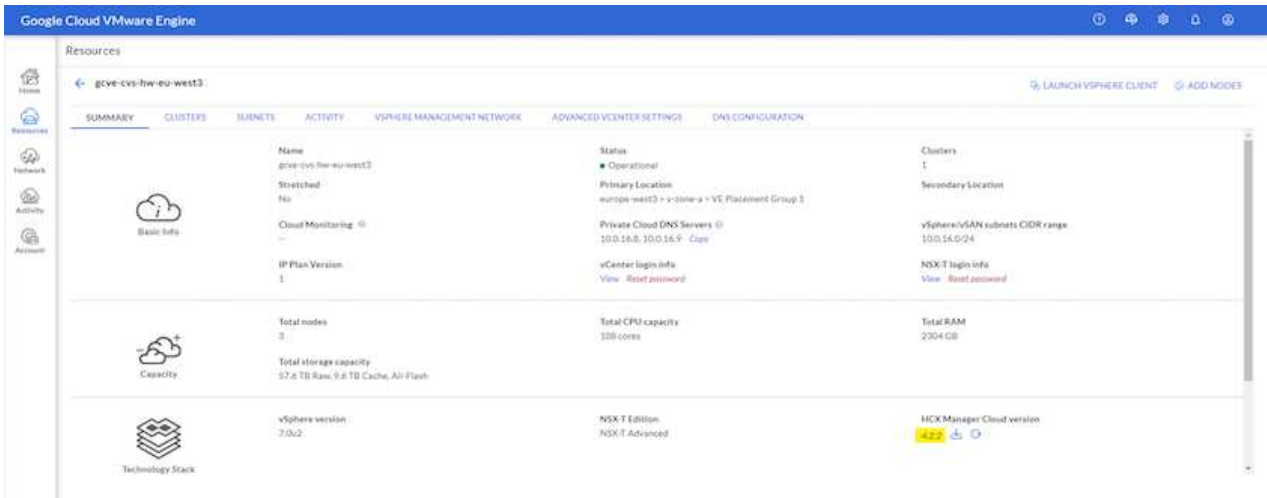 Google Cloud VMware Engine
Resources
Home
gcve-cvs-hw-eu-west3
LAUNCH VSPHERE CLIENT ADD NODES
Resources
SUMMARY CLUSTERS SUBNETS ACTIVITY VSPHERE MANAGEMENT NETWORK ADVANCED VCENTER SETTINGS DNS CONFIGURATION
Network
Activity
Account
Basic Info
Name Status Clusters
gcve-cvs-hw-eu-west3 Operational 1
Stretched Primary Location Secondary Location
No europe-west3 > v-zone-a > VE Placement Group 1
Cloud Monitoring Private Cloud DNS Servers vSphere/vSAN subnets CIDR range
-- 10.0.16.8, 10.0.16.9 Copy 10.0.16.0/24
IP Plan Version vCenter login info NSX-T login info
1 View Reset password View Reset password
Capacity
Total nodes Total CPU capacity Total RAM
3 108 cores 2304 GB
Total storage capacity
57.6 TB Raw, 9.6 TB Cache, All-Flash
Technology Stack
vSphere version NSX-T Edition HCX Manager Cloud version
7.0u2 NSX-T Advanced 4.2.2